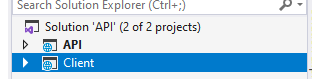 Search Solution Explorer (Ctrl+;)
Solution 'API' (2 of 2 projects)
API
Client